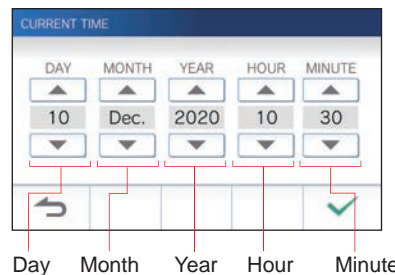 CURRENT TIME
DAY MONTH YEAR HOUR MINUTE
10 Dec. 2020 10 30
Day Month Year Hour Minute